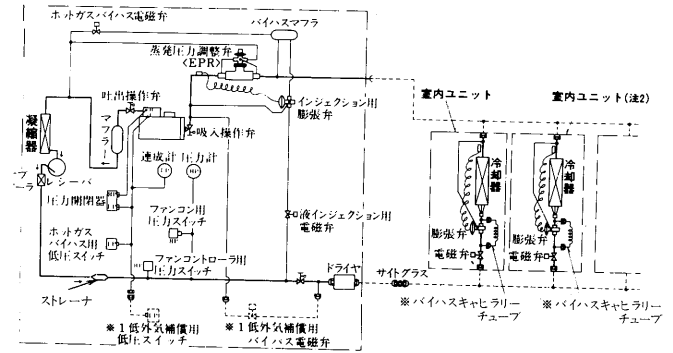 ホットガスバイパス電磁弁
バイパスマフラ
蒸発圧力調整弁
<EPR>
吐出操作弁
インジェクション用
膨張弁
室内ユニット
室内ユニット(注2)
凝縮器
マフラー
吸入操作弁
連成計
圧力計
冷却器
冷却器
レシーバ
圧力開閉器
ファンコン用
圧力スイッチ
液インジェクション用
電磁弁
膨張弁
電磁弁
膨張弁
電磁弁
ホットガス
バイパス用
低圧スイッチ
ファンコントローラ用
圧力スイッチ
ドライヤ
サイトグラス
ストレーナ
※バイパスキャピラリー
チューブ
※バイパスキャピラリー
チューブ
※1低外気補償用
低圧スイッチ
※1低外気補償用
バイパス電磁弁